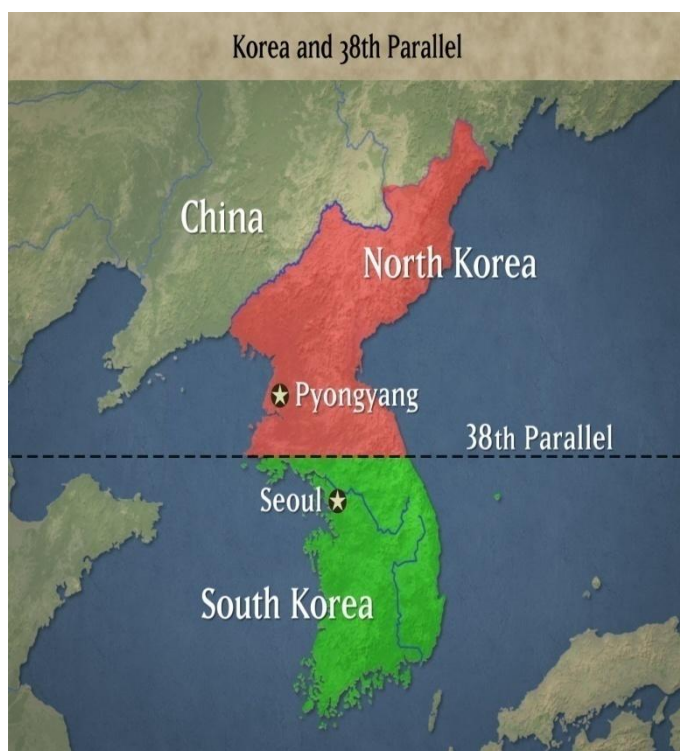 Korea and 38th Parallel
China
North Korea
Pyongyang
38th Parallel
Seoul
South Korea